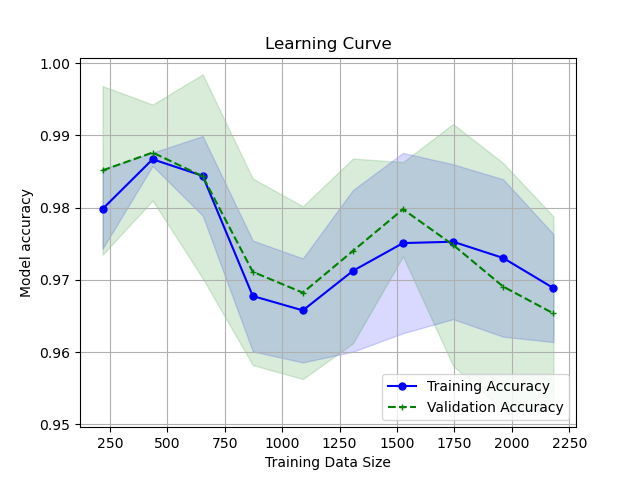 Learning Curve
1.00
0.99
0.98
0.97
0.96
0.95
Model accuracy
Training Accuracy
Validation Accuracy
250 500 750 1000 1250 1500 1750 2000 2250
Training Data Size